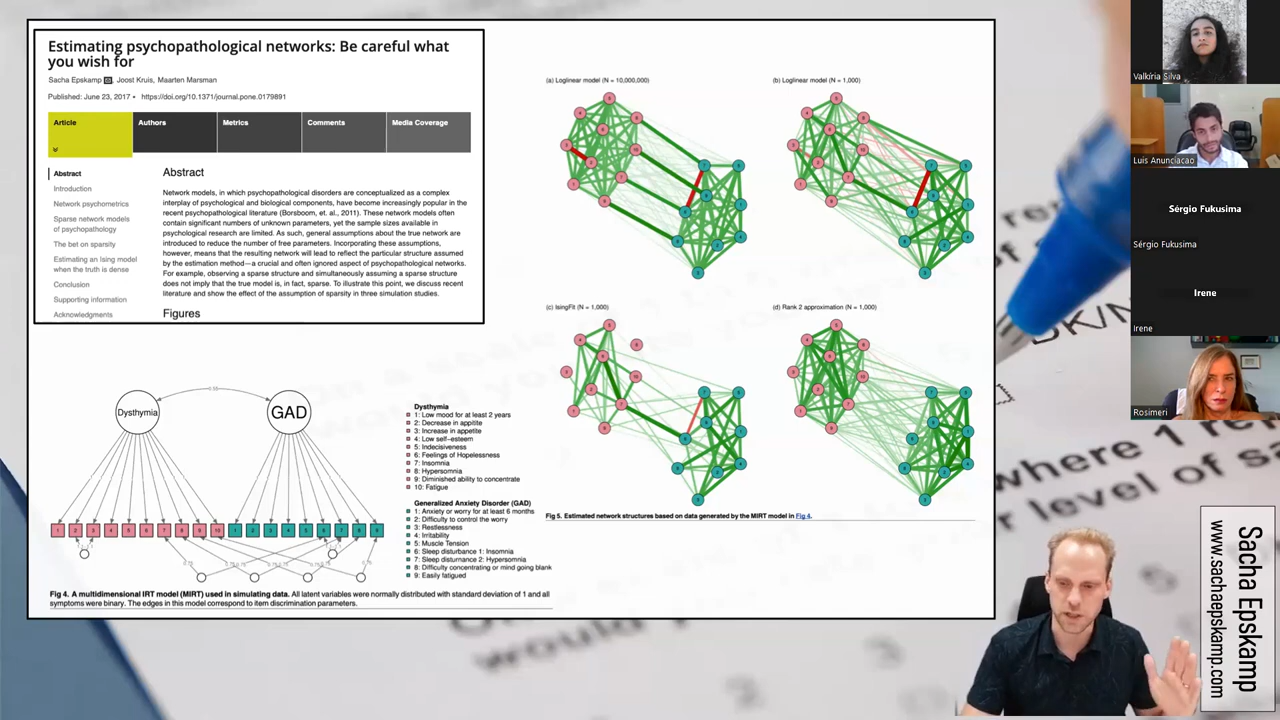 Estimating psychopathological networks: Be careful what
you wish for
Sacha Epskamp, Joost Kruis, Maarten Marsman
Published: June 23, 2017 • https://doi.org/10.1371/journal.pone.0179891
Article
Authors
Metrics
Comments
Media Coverage
Abstract
Introduction
Network psychometrics
Sparse network models
of psychopathology
The bet on sparsity
Estimating an Ising model
when the truth is dense
Conclusion
Supporting information
Acknowledgments
Abstract
Network models, in which psychopathological disorders are conceptualized as a complex
interplay of psychological and biological components, have become increasingly popular in the
recent psychopathological literature (Borsboom, et. al., 2011). These network models often
contain significant numbers of unknown parameters, yet the sample sizes available in
psychological research are limited. As such, general assumptions about the true network are
introduced to reduce the number of free parameters. Incorporating these assumptions,
however, means that the resulting network will lead to reflect the particular structure assumed
by the estimation method—a crucial and often ignored aspect of psychopathological networks.
For example, observing a sparse structure and simultaneously assuming a sparse structure
does not imply that the true model is, in fact, sparse. To illustrate this point, we discuss recent
literature and show the effect of the assumption of sparsity in three simulation studies.
Figures
(a) Loglinear model (N = 10,000,000)
(b) Loglinear model (N = 1,000)
(c) IsingFit (N = 1,000)
(d) Rank 2 approximation (N = 1,000)
Fig 5. Estimated network structures based on data generated by the MIRT model in Fig 4.
Dysthymia
GAD
Dysthymia
1: Low mood for at least 2 years
2: Decrease in appitite
3: Increase in appetite
4: Low self-esteem
5: Indecisiveness
6: Feelings of Hopelessness
7: Insomnia
8: Hypersomnia
9: Diminished ability to concentrate
10: Fatigue
Generalized Anxiety Disorder (GAD)
1: Anxiety or worry for at least 6 months
2: Difficulty to control the worry
3: Restlessness
4: Irritability
5: Muscle Tension
6: Sleep disturbance 1: Insomnia
7: Sleep disturnance 2: Hypersomnia
8: Difficulty concentrating or mind going blank
9: Easily fatigued
Fig 4. A multidimensional IRT model (MIRT) used in simulating data. All latent variables were normally distributed with standard deviation of 1 and all
symptoms were binary. The edges in this model correspond to item discrimination parameters.
Valkíria Silva
Luis Anunciacao
Sérgio Fukusima
Sérgio Fukusima
Irene
Irene
Rosimeri
Sacha Epskamp
www.sachaepskamp.com